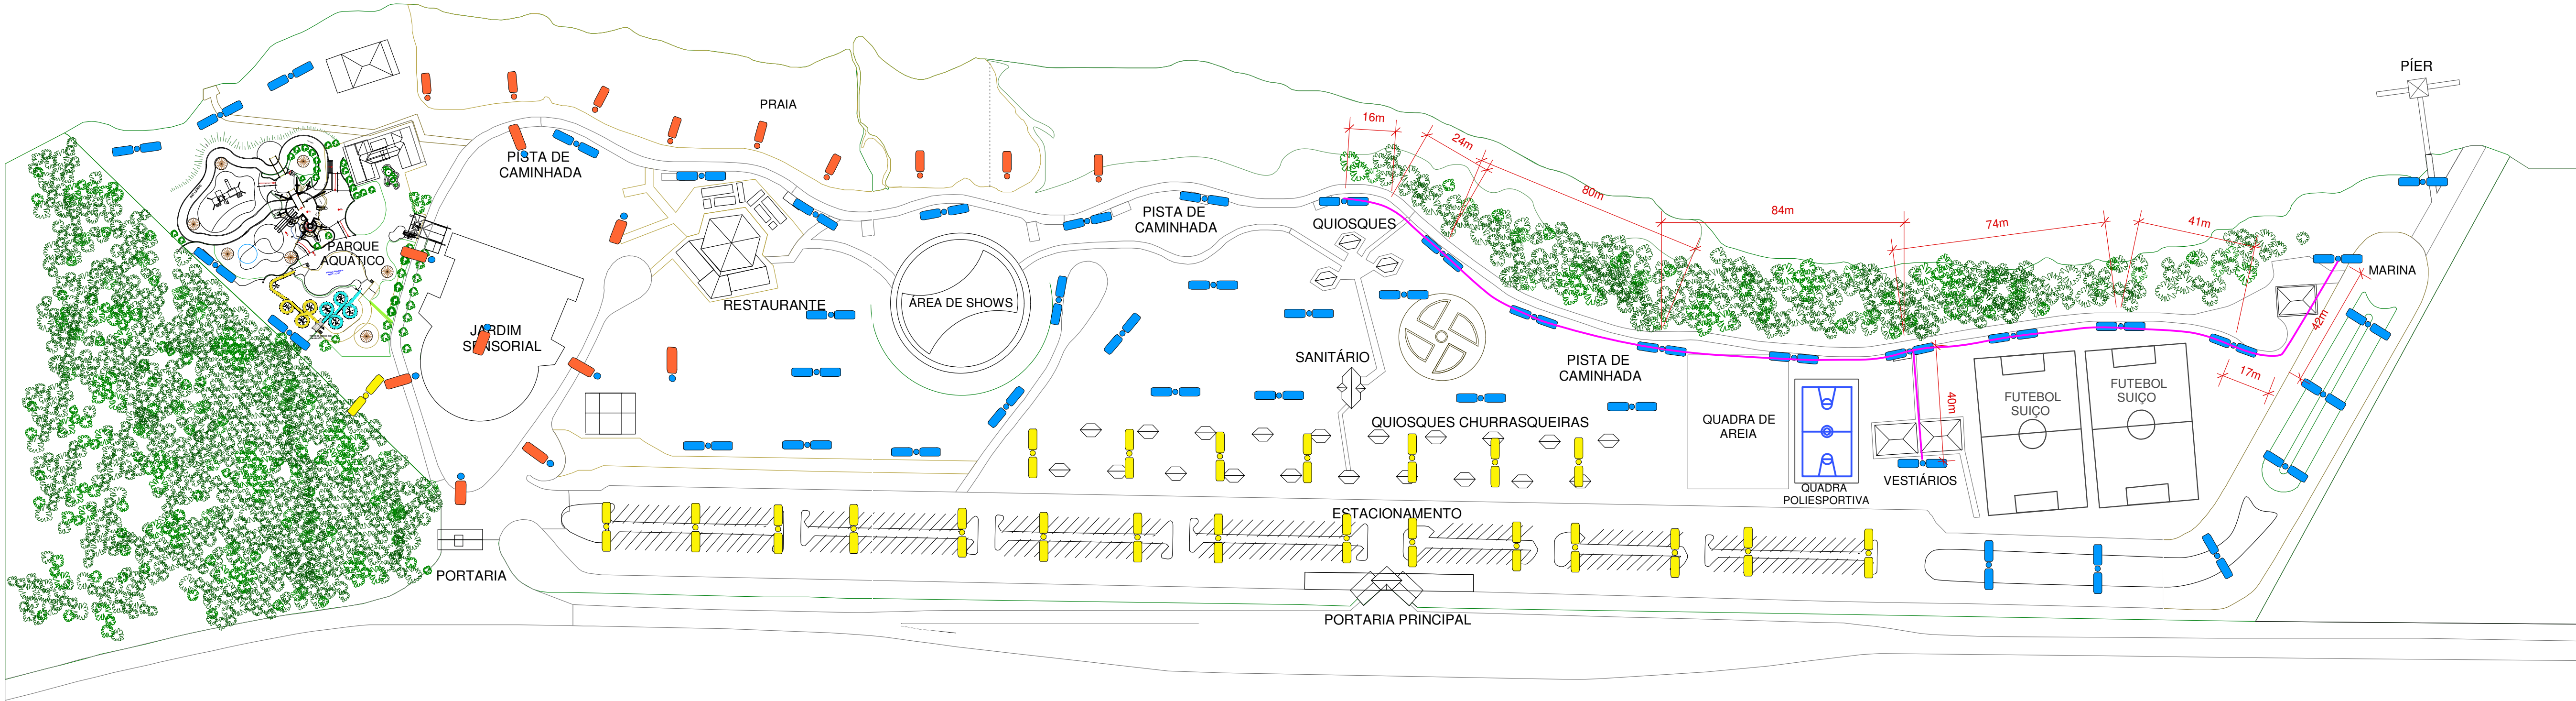 PÍER
PRAIA
16m
24m
PISTA DE
CAMINHADA
80m
84m
74m
41m
PISTA DE
CAMINHADA
QUIOSQUES
PARQUE
AQUÁTICO
MARINA
RESTAURANTE
ÁREA DE SHOWS
42m
JARDIM
SENSORIAL
SANITÁRIO
PISTA DE
CAMINHADA
17m
40m
FUTEBOL
SUIÇO
FUTEBOL
SUIÇO
QUIOSQUES CHURRASQUEIRAS
QUADRA DE
AREIA
VESTIÁRIOS
QUADRA
POLIESPORTIVA
ESTACIONAMENTO
PORTARIA
PORTARIA PRINCIPAL